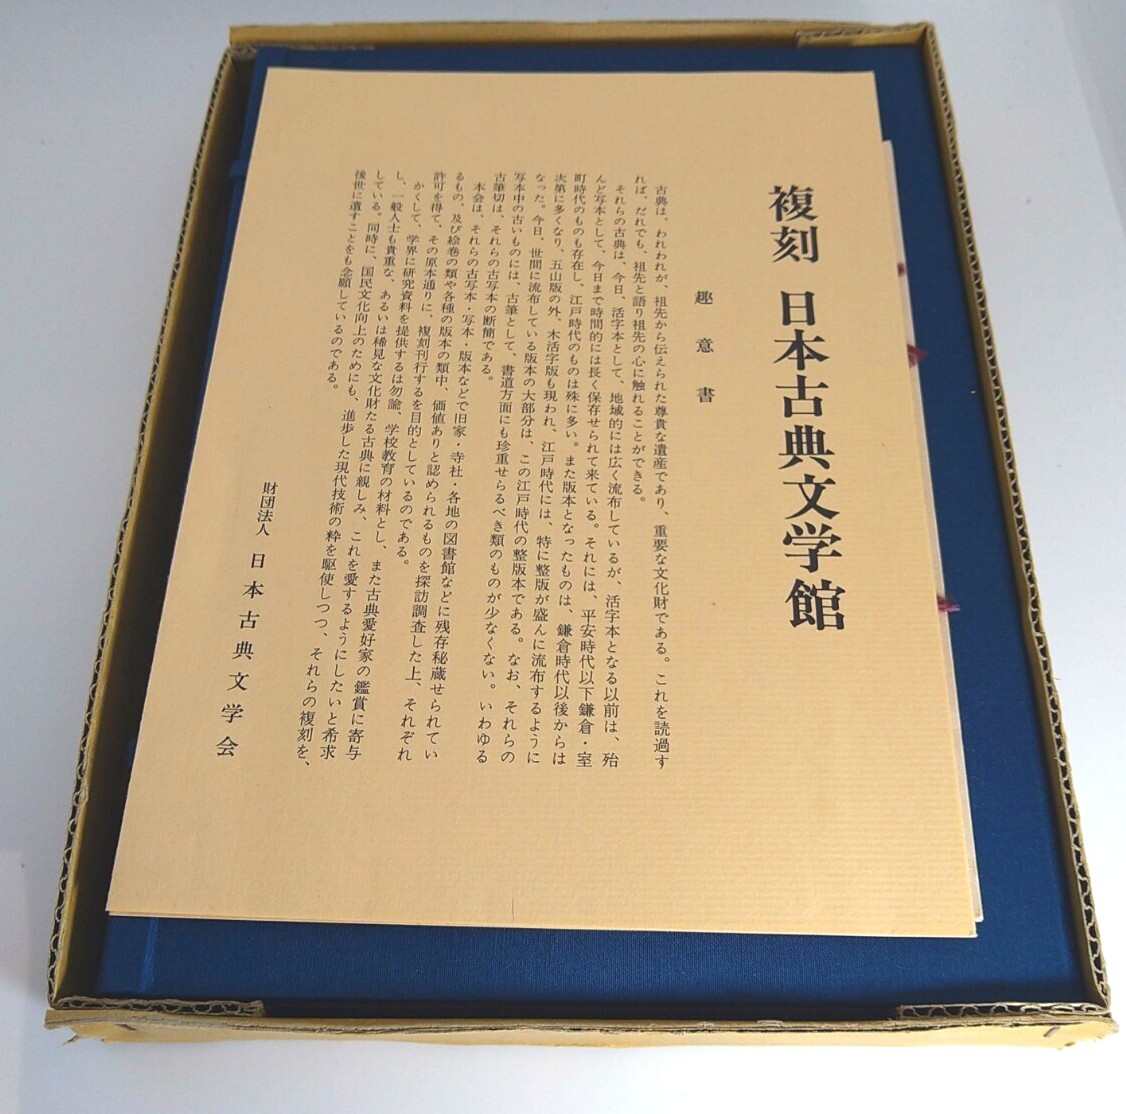 複刻 日本古典文学館
趣意書
古典は、われわれが、祖先から伝えられた尊貴な遺産であり、重要な文化財である。これを読過す
れば、だれでも、祖先と語り祖先の心に触れることができる。
それらの古典は、今日、活字本として、地域的には広く流布しているが、活字本となる以前は、殆
んど写本として、今日まで時間的には長く保存せられて来ている。それには、平安時代以下鎌倉・室
町時代のものも存在し、江戸時代のものは殊に多い。また版本となったものは、鎌倉時代以後からは
次第に多くなり、五山版の外、木活字版も現われ、江戸時代には、特に整版が盛んに流布するように
なった。今日、世間に流布している版本の大部分は、この江戸時代の整版本である。なお、それらの
写本中の古いものには、古筆として、書道方面にも珍重せらるべき類のものが少なくない。いわゆる
古筆切は、それらの古写本の断簡である。
本会は、それらの古写本・写本・版本などで旧家・寺社・各地の図書館などに残存秘蔵せられてい
るもの、及び絵巻の類や各種の版本の類中、価値ありと認められるものを探訪調査した上、それぞれ
許可を得て、その原本通りに、複刻刊行するを目的としているのである。
かくして、学界に研究資料を提供するは勿論、学校教育の材料とし、また古典愛好家の鑑賞に寄与
し、一般人士も貴重な、あるいは稀見な文化財たる古典に親しみ、これを愛するようにしたいと希求
している。同時に、国民文化向上のためにも、進歩した現代技術の粋を駆使しつつ、それらの複刻を、
後世に遺すことをも念願しているのである。
財団法人 日本古典文学会